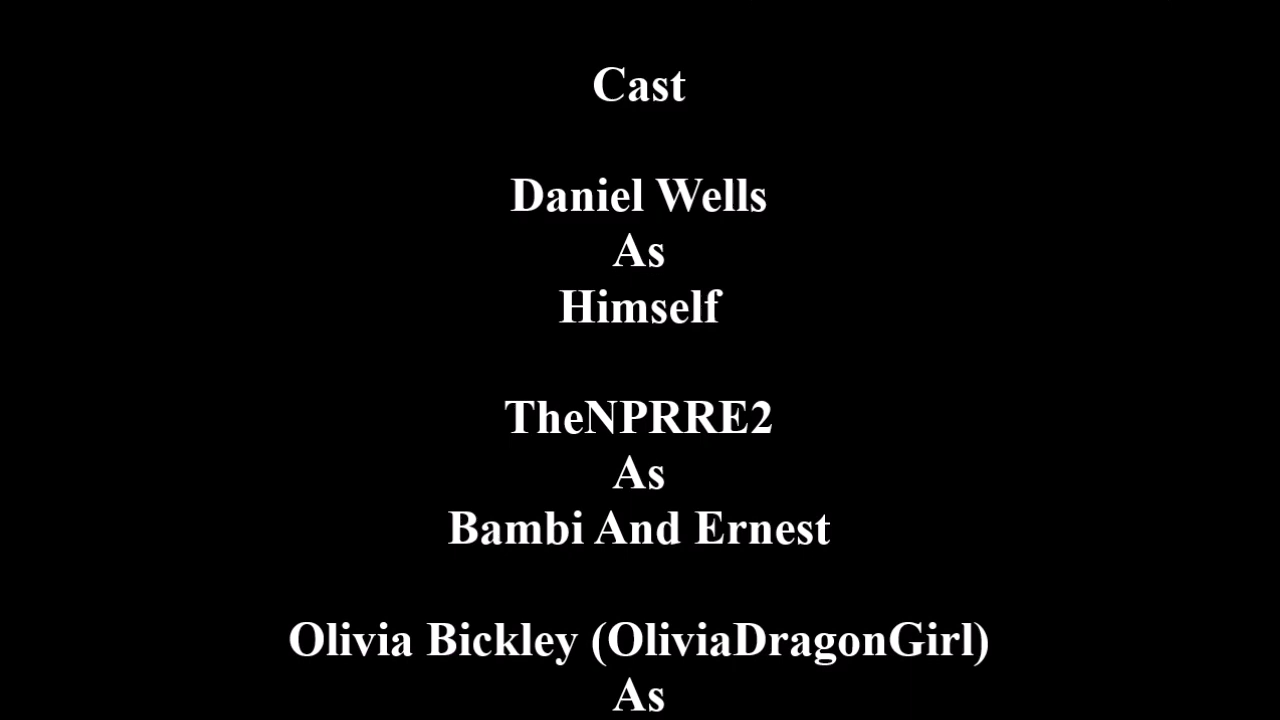 Cast
Daniel Wells
As
Himself
TheNPRRE2
As
Bambi And Ernest
Olivia Bickley (OliviaDragonGirl)
As